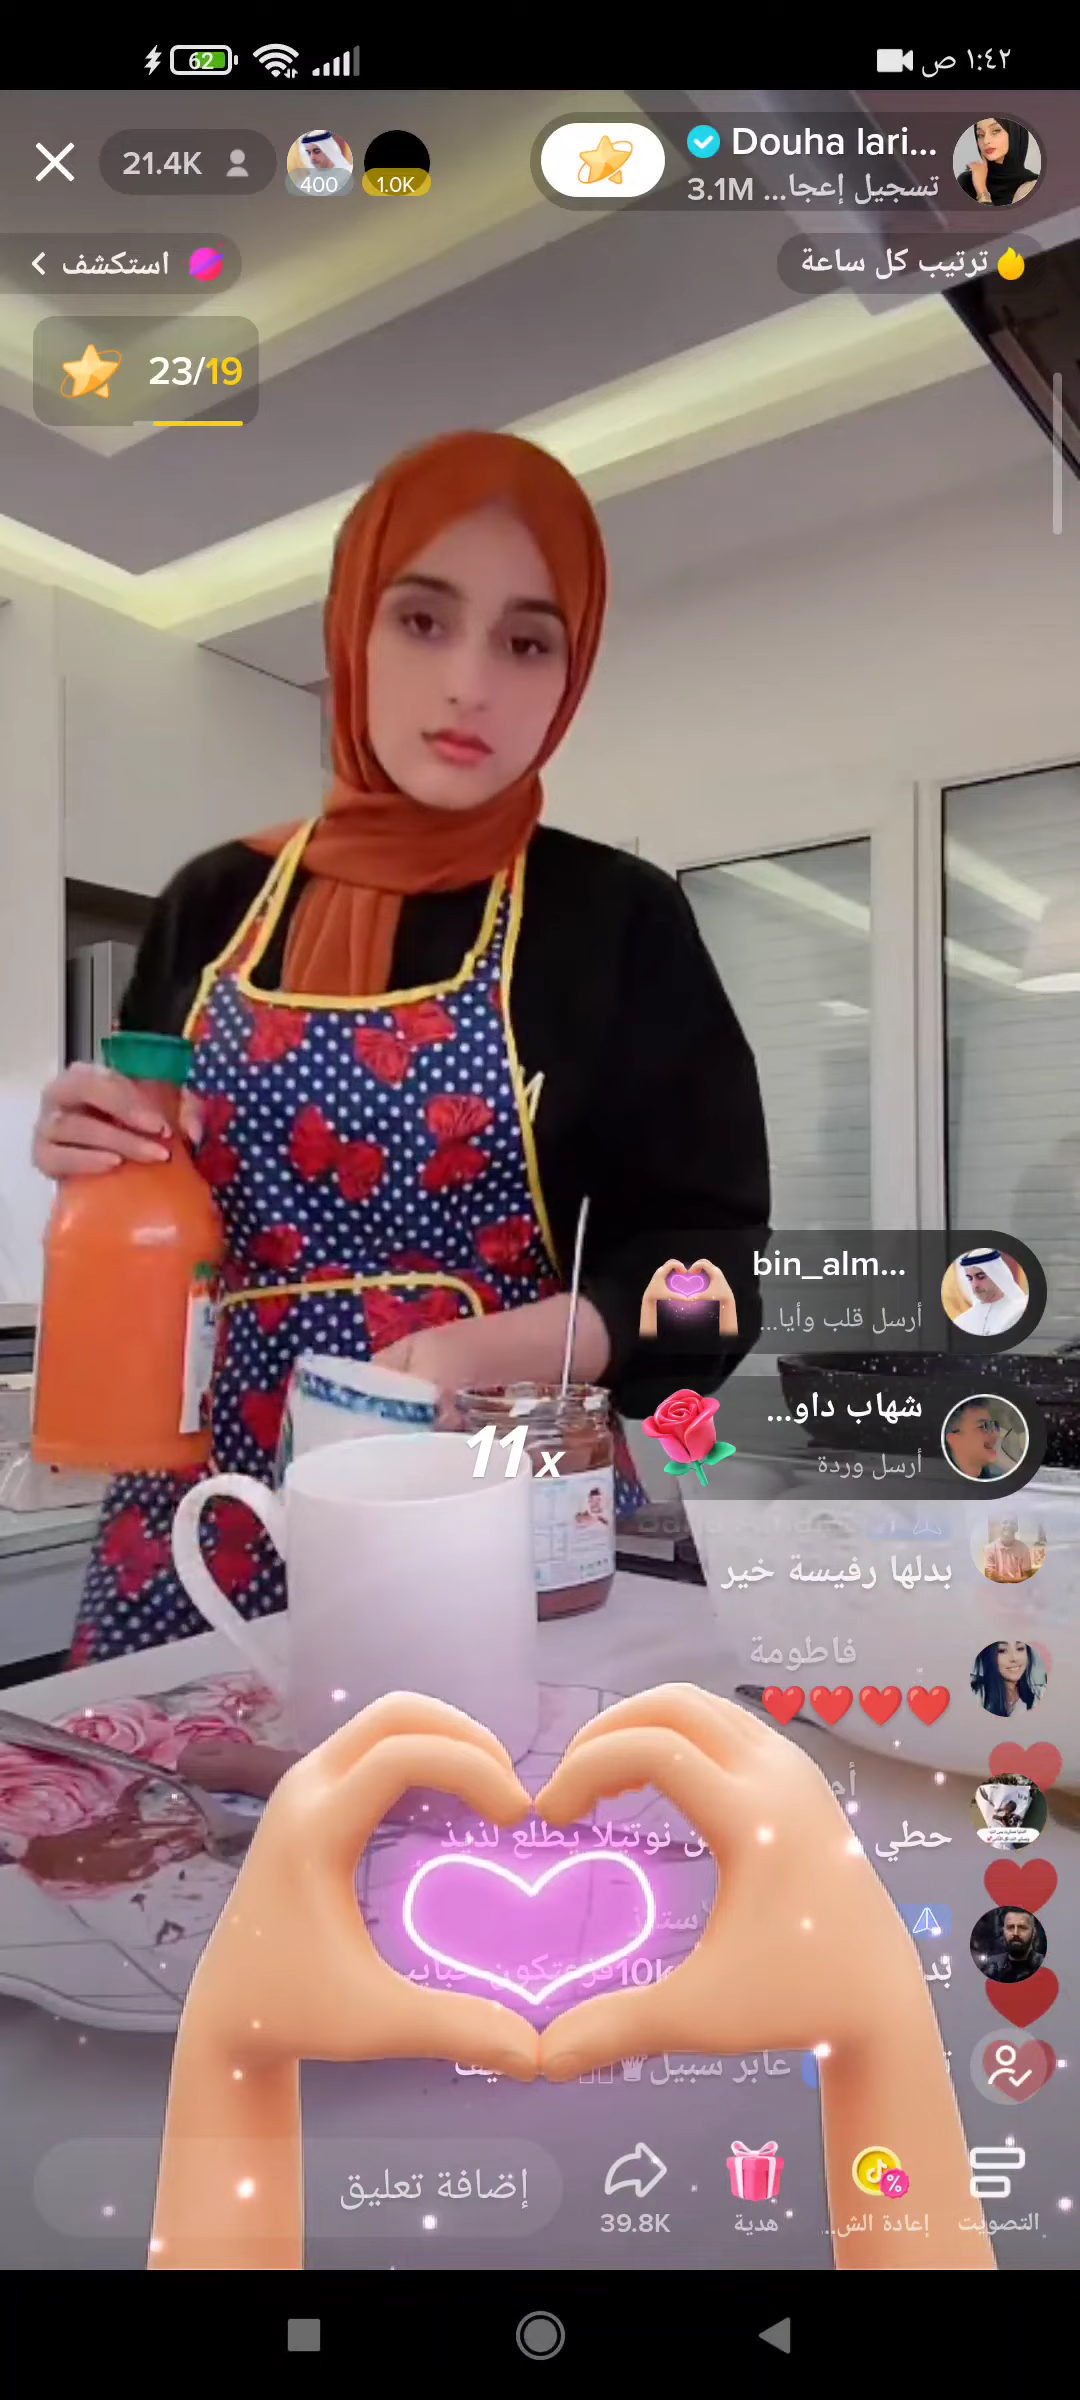 62
١:٤٢ ص
21.4K
400
1.0K
Douha lari...
تسجيل إعجا... 3.1M
استكشف
ترتيب كل ساعة
23/19
bin_alm...
أرسل قلب وأيا...
شهاب داو...
أرسل وردة
11x
بدلها رفيسة خير
فاطومة
❤️❤️❤️❤️
حطي
نوتيلا يطلع لذيذ
10k
عابر سبيل
إضافة تعليق
39.8K
هدية
إعادة الش...
التصويت